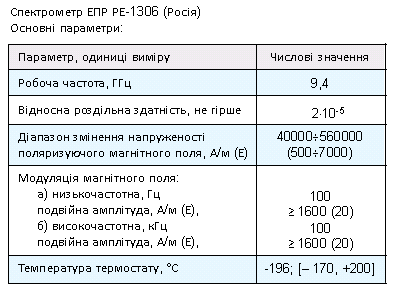 Спектрометр ЕПР РЕ-1306 (Росія)
Основні параметри:
Параметр, одиниці виміру Числові значення
Робоча частота, ГГц 9,4
Відносна роздільна здатність, не гірше 2·10-5
Діапазон змінення напруженості 40000÷560000
поляризуючого магнітного поля, А/м (Е) (500÷7000)
Модуляція магнітного поля:
а) низькочастотна, Гц 100
подвійна амплітуда, А/м (Е), ≥ 1600 (20)
б) високочастотна, кГц 100
подвійна амплітуда, А/м (Е), ≥ 1600 (20)
Температура термостату, °С -196; [– 170, +200]